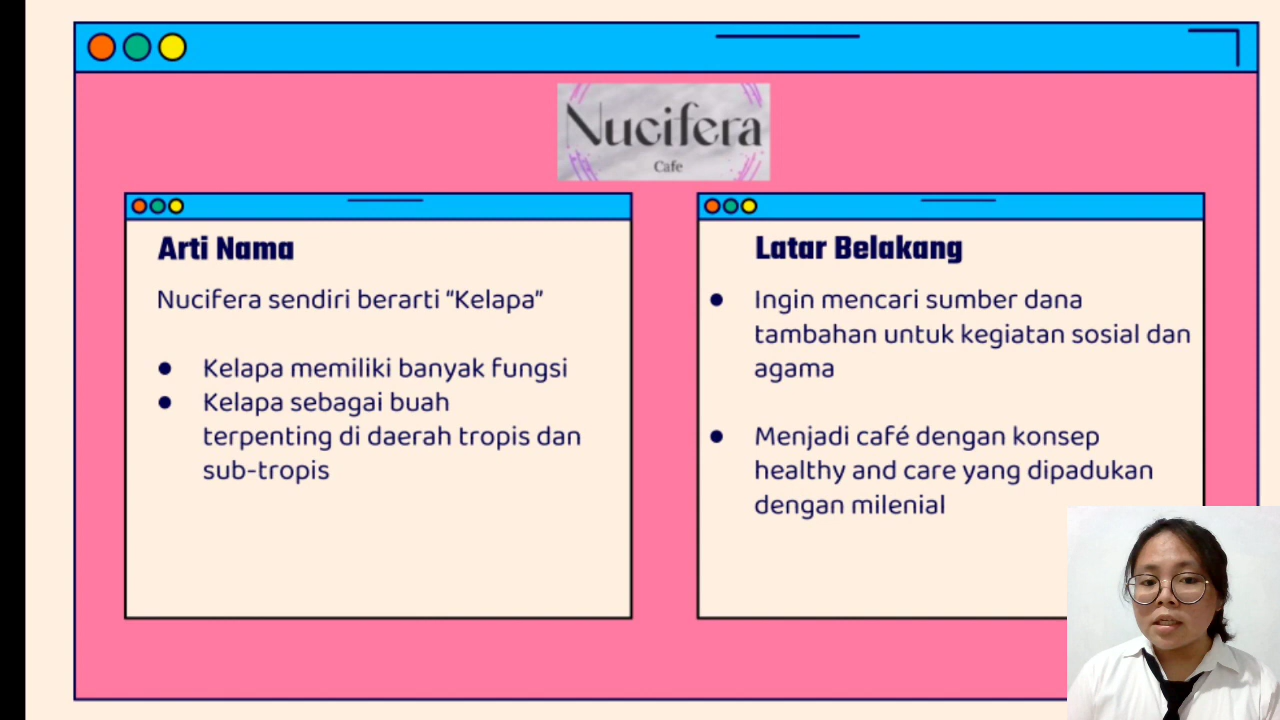 Nucifera
Cafe
Arti Nama
Nucifera sendiri berarti “Kelapa”
● Kelapa memiliki banyak fungsi
● Kelapa sebagai buah
terpenting di daerah tropis dan
sub-tropis
Latar Belakang
● Ingin mencari sumber dana
tambahan untuk kegiatan sosial dan
agama
● Menjadi café dengan konsep
healthy and care yang dipadukan
dengan milenial